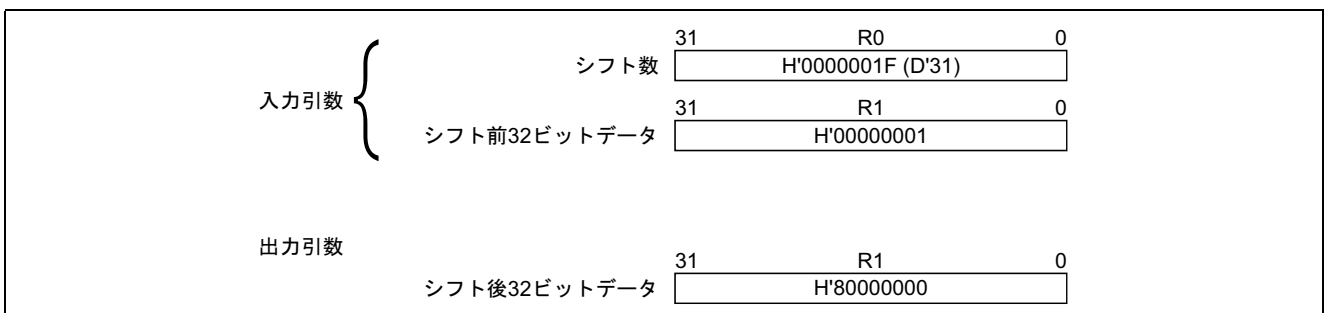 31 R0 0
シフト数 H'0000001F (D'31)
入力引数
31 R1 0
シフト前32ビットデータ H'00000001
出力引数
31 R1 0
シフト後32ビットデータ H'80000000